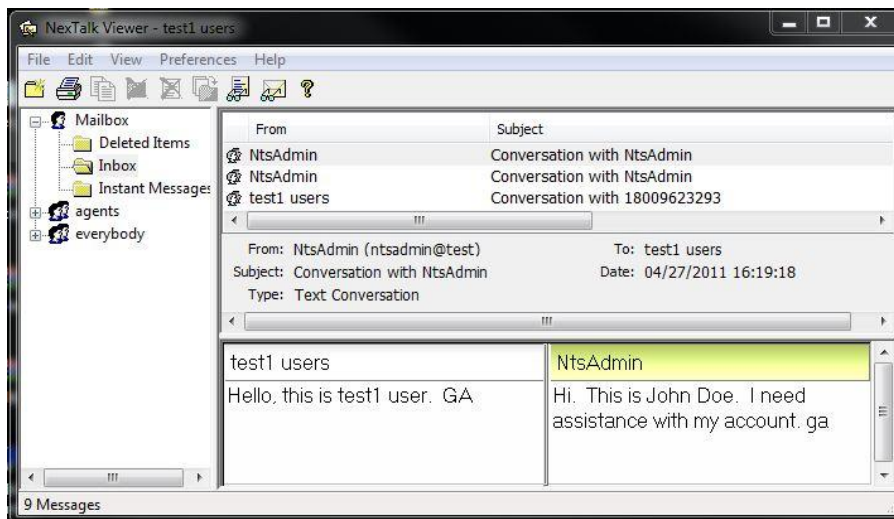 NexTalk Viewer - test1 users
File Edit View Preferences Help
Mailbox
Deleted Items
Inbox
Instant Messages
agents
everybody
From Subject
NtsAdmin Conversation with NtsAdmin
NtsAdmin Conversation with NtsAdmin
test1 users Conversation with 18009623293
From: NtsAdmin (ntsadmin@test) To: test1 users
Subject: Conversation with NtsAdmin Date: 04/27/2011 16:19:18
Type: Text Conversation
test1 users NtsAdmin
Hello, this is test1 user. GA Hi. This is John Doe. I need
assistance with my account. ga
9 Messages